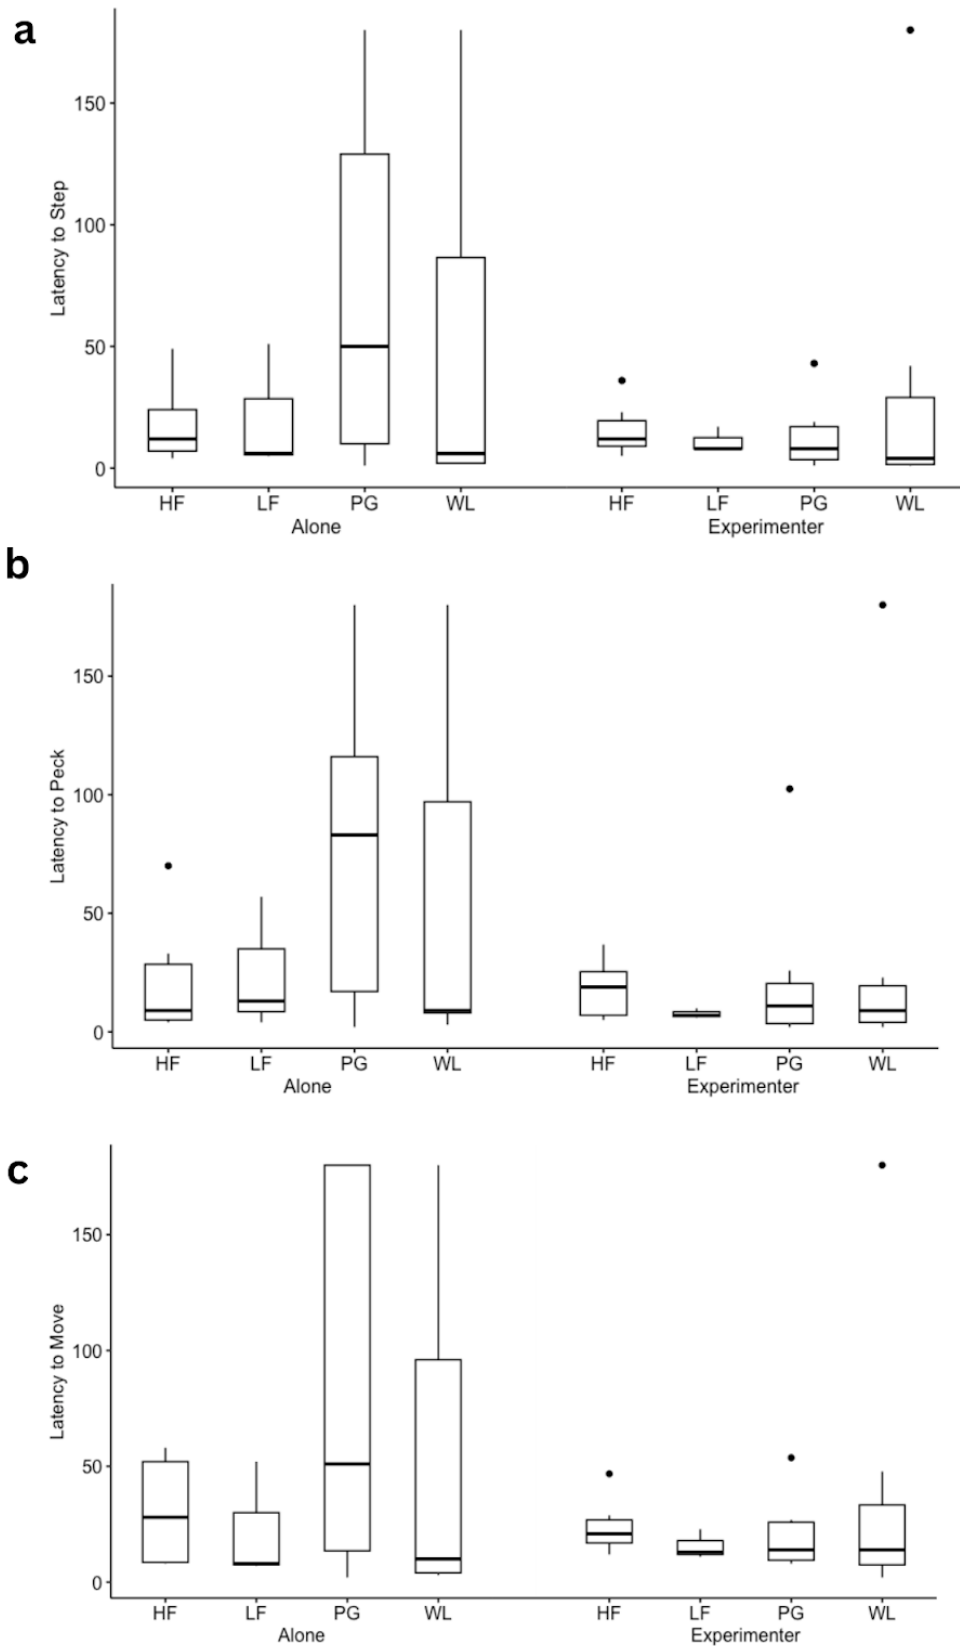 a
Latency to Step
150
100
50
0
HF LF PG WL HF LF PG WL
Alone Experimenter
b
Latency to Peck
150
100
50
0
HF LF PG WL HF LF PG WL
Alone Experimenter
c
Latency to Move
150
100
50
0
HF LF PG WL HF LF PG WL
Alone Experimenter